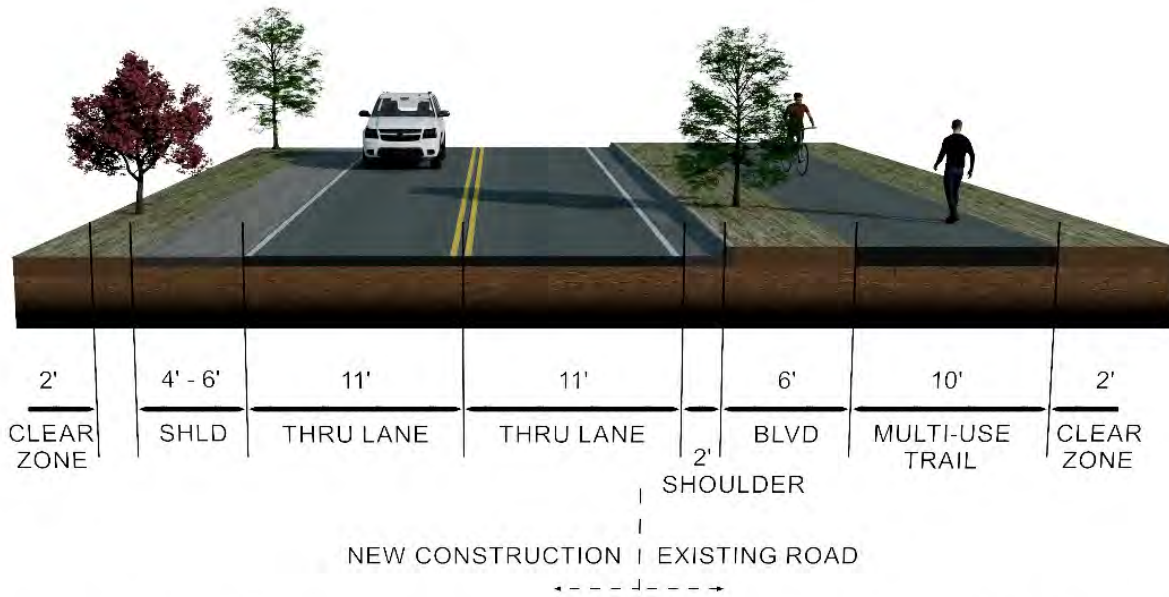 2' 4' - 6' 11' 11' 6' 10' 2'
CLEAR ZONE
SHLD
THRU LANE
THRU LANE
2' SHOULDER
BLVD
MULTI-USE TRAIL
CLEAR ZONE
NEW CONSTRUCTION EXISTING ROAD